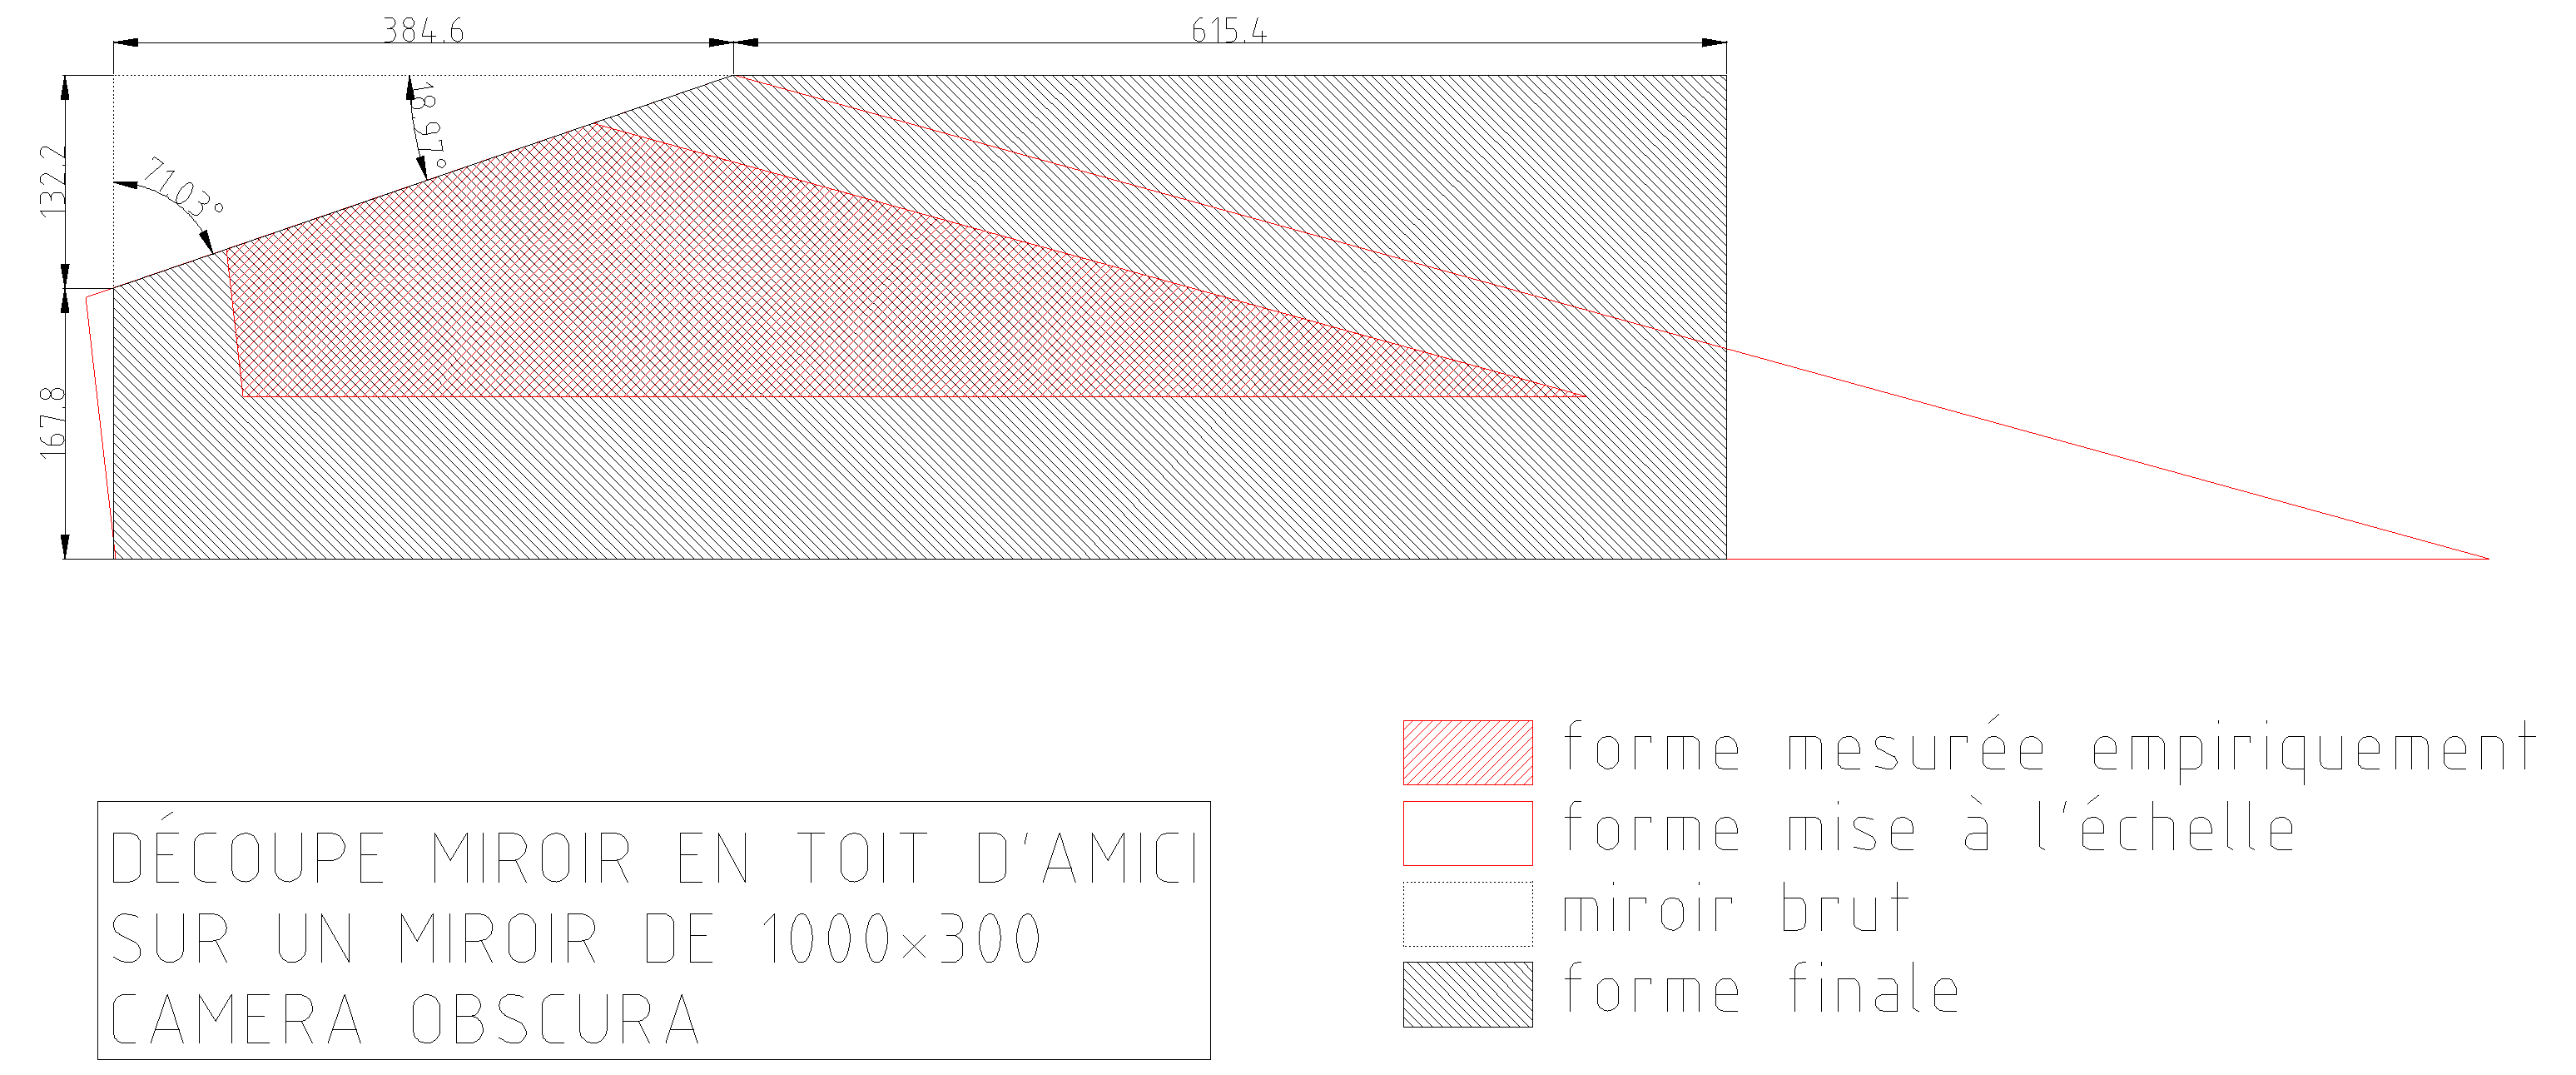 384.6
615.4
18.97°
132.2
71.03°
167.8
forme mesurée empiriquement
forme mise à l'échelle
miroir brut
forme finale
DÉCOUPE MIROIR EN TOIT D'AMICI
SUR UN MIROIR DE 1000×300
CAMERA OBSCURA